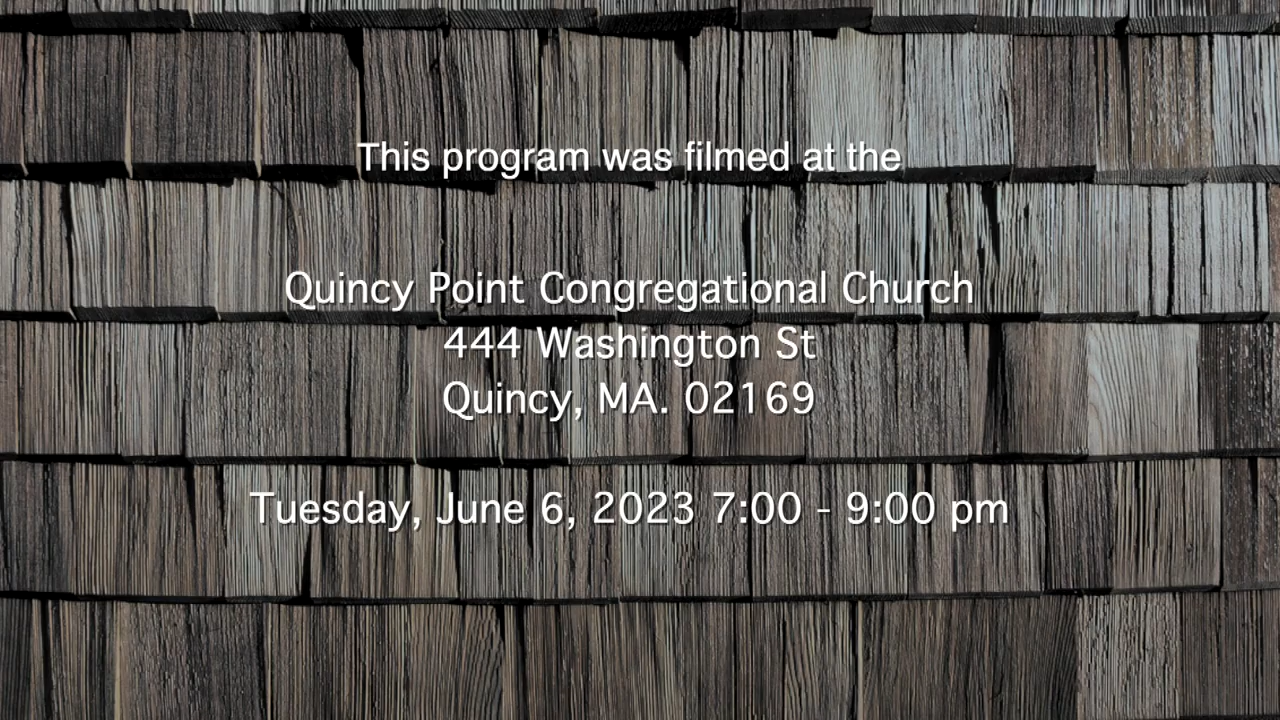 This program was filmed at the
Quincy Point Congregational Church
444 Washington St
Quincy, MA. 02169
Tuesday, June 6, 2023 7:00 - 9:00 pm